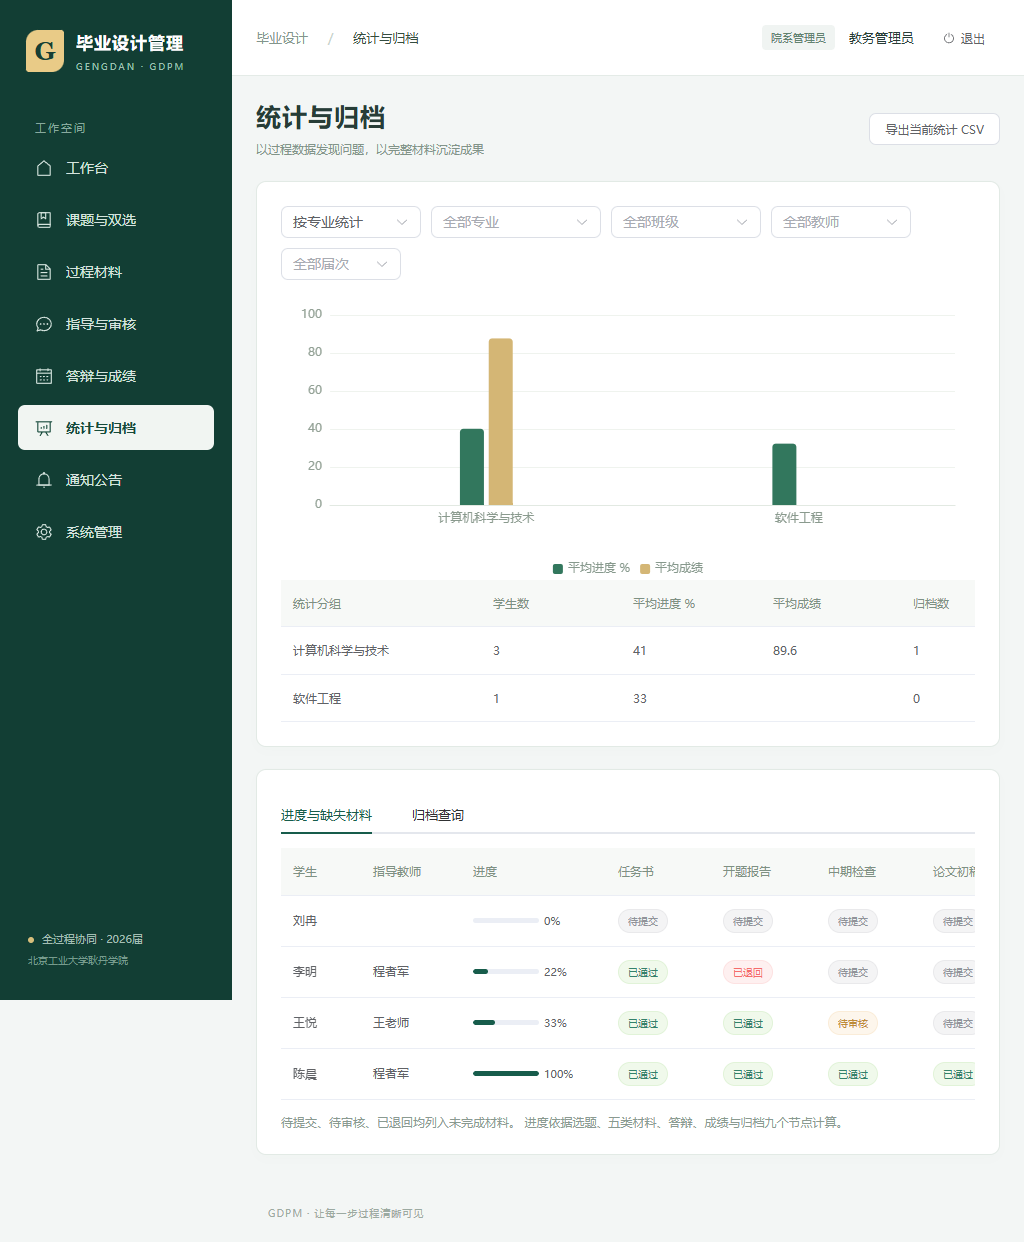 G
毕业设计管理
GENGDAN · GDPM
工作空间
工作台
课题与双选
过程材料
指导与审核
答辩与成绩
统计与归档
通知公告
系统管理
全过程协同 · 2026届
北京工业大学耿丹学院
毕业设计 / 统计与归档
院系管理员 教务管理员 退出
统计与归档
以过程数据发现问题，以完整材料沉淀成果
导出当前统计 CSV
按专业统计 全部专业 全部班级 全部教师
全部届次
100
80
60
40
20
0
计算机科学与技术 软件工程
平均进度 % 平均成绩
统计分组 学生数 平均进度 % 平均成绩 归档数
计算机科学与技术 3 41 89.6 1
软件工程 1 33 0
进度与缺失材料 归档查询
学生 指导教师 进度 任务书 开题报告 中期检查 论文初稿
刘冉 0% 待提交 待提交 待提交 待提交
李明 程者军 22% 已通过 已退回 待提交 待提交
王悦 王老师 33% 已通过 已通过 待审核 待提交
陈晨 程者军 100% 已通过 已通过 已通过 已通过
待提交、待审核、已退回均列入未完成材料。 进度依据选题、五类材料、答辩、成绩与归档九个节点计算。
GDPM · 让每一步过程清晰可见